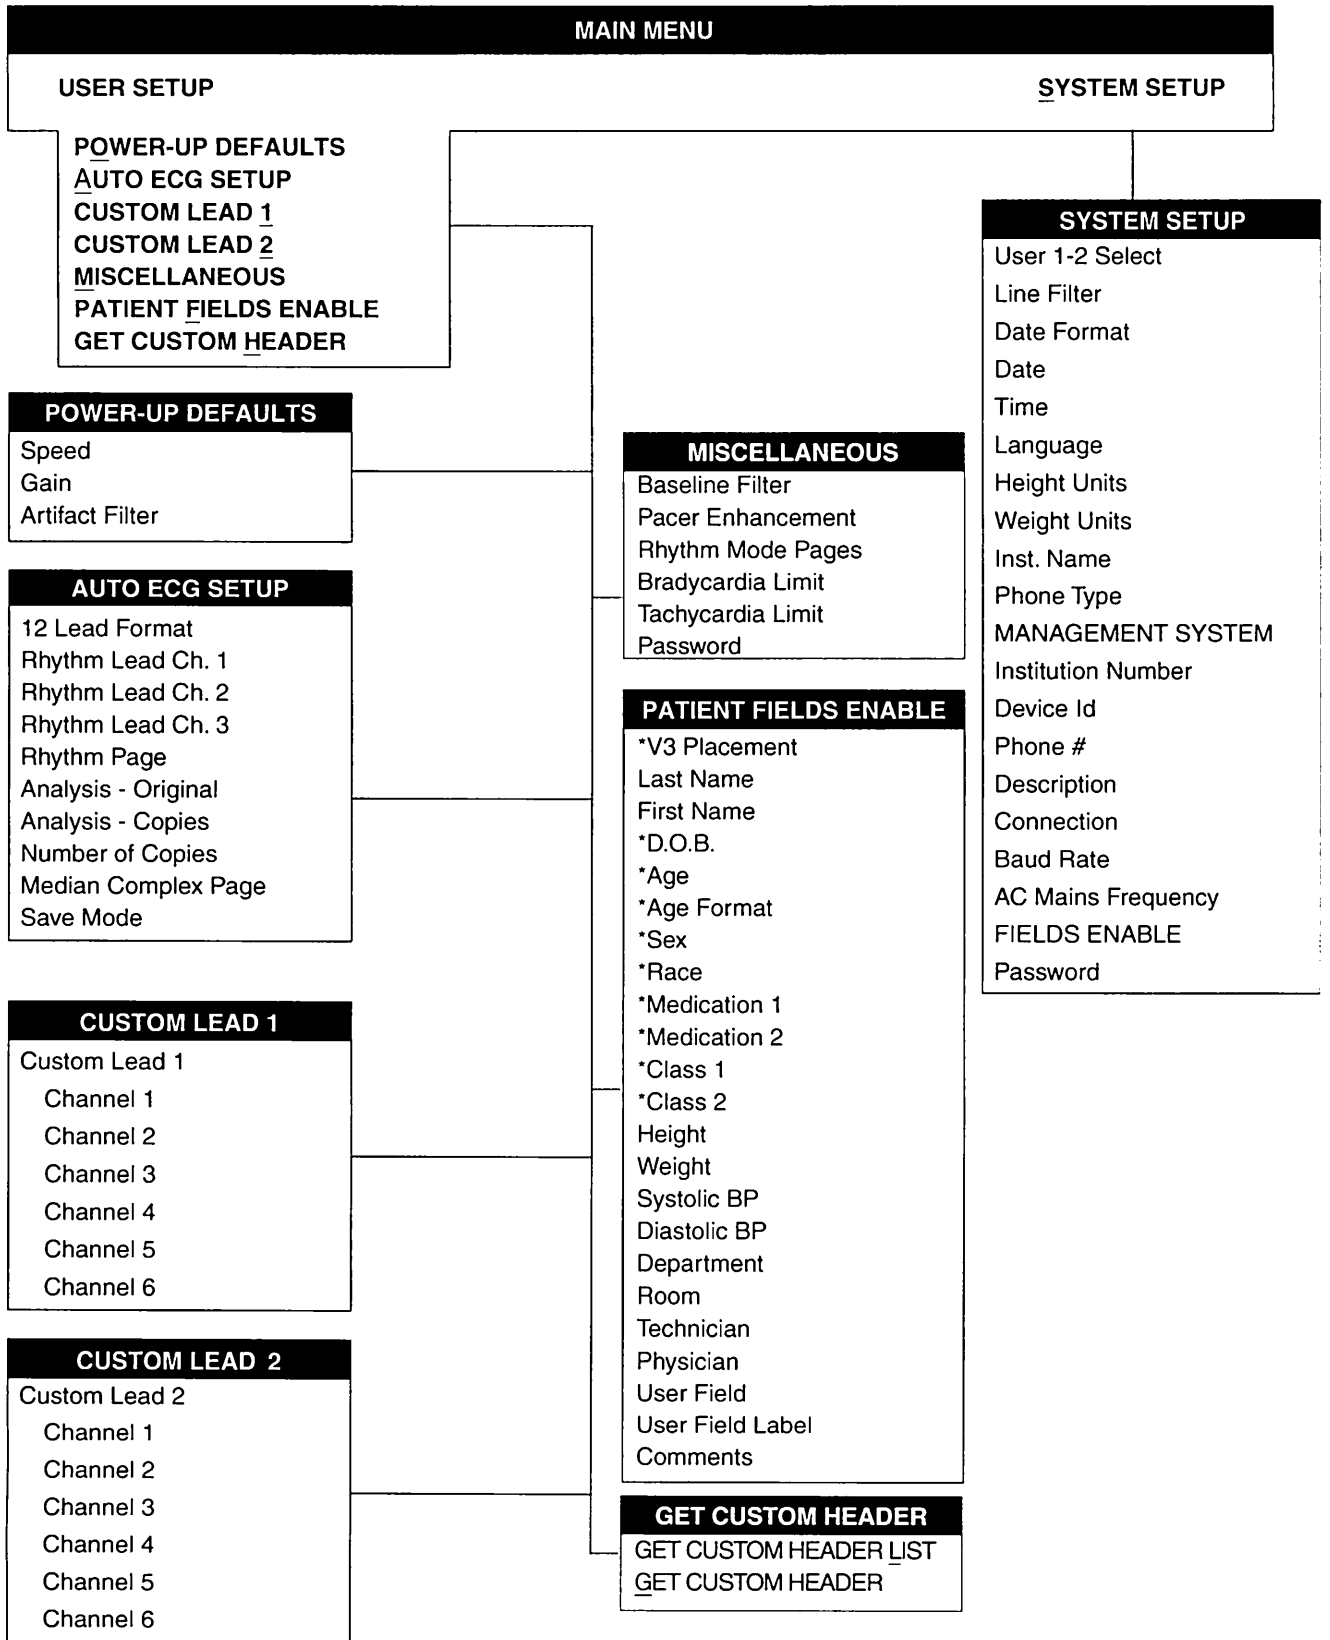 MAIN MENU
USER SETUP
SYSTEM SETUP
POWER-UP DEFAULTS
AUTO ECG SETUP
CUSTOM LEAD 1
CUSTOM LEAD 2
MISCELLANEOUS
PATIENT FIELDS ENABLE
GET CUSTOM HEADER
POWER-UP DEFAULTS
Speed
Gain
Artifact Filter
AUTO ECG SETUP
12 Lead Format
Rhythm Lead Ch. 1
Rhythm Lead Ch. 2
Rhythm Lead Ch. 3
Rhythm Page
Analysis - Original
Analysis - Copies
Number of Copies
Median Complex Page
Save Mode
CUSTOM LEAD 1
Custom Lead 1
Channel 1
Channel 2
Channel 3
Channel 4
Channel 5
Channel 6
CUSTOM LEAD 2
Custom Lead 2
Channel 1
Channel 2
Channel 3
Channel 4
Channel 5
Channel 6
MISCELLANEOUS
Baseline Filter
Pacer Enhancement
Rhythm Mode Pages
Bradycardia Limit
Tachycardia Limit
Password
PATIENT FIELDS ENABLE
*V3 Placement
Last Name
First Name
*D.O.B.
*Age
*Age Format
*Sex
*Race
*Medication 1
*Medication 2
*Class 1
*Class 2
Height
Weight
Systolic BP
Diastolic BP
Department
Room
Technician
Physician
User Field
User Field Label
Comments
GET CUSTOM HEADER
GET CUSTOM HEADER LIST
GET CUSTOM HEADER
SYSTEM SETUP
User 1-2 Select
Line Filter
Date Format
Date
Time
Language
Height Units
Weight Units
Inst. Name
Phone Type
MANAGEMENT SYSTEM
Institution Number
Device Id
Phone #
Description
Connection
Baud Rate
AC Mains Frequency
FIELDS ENABLE
Password